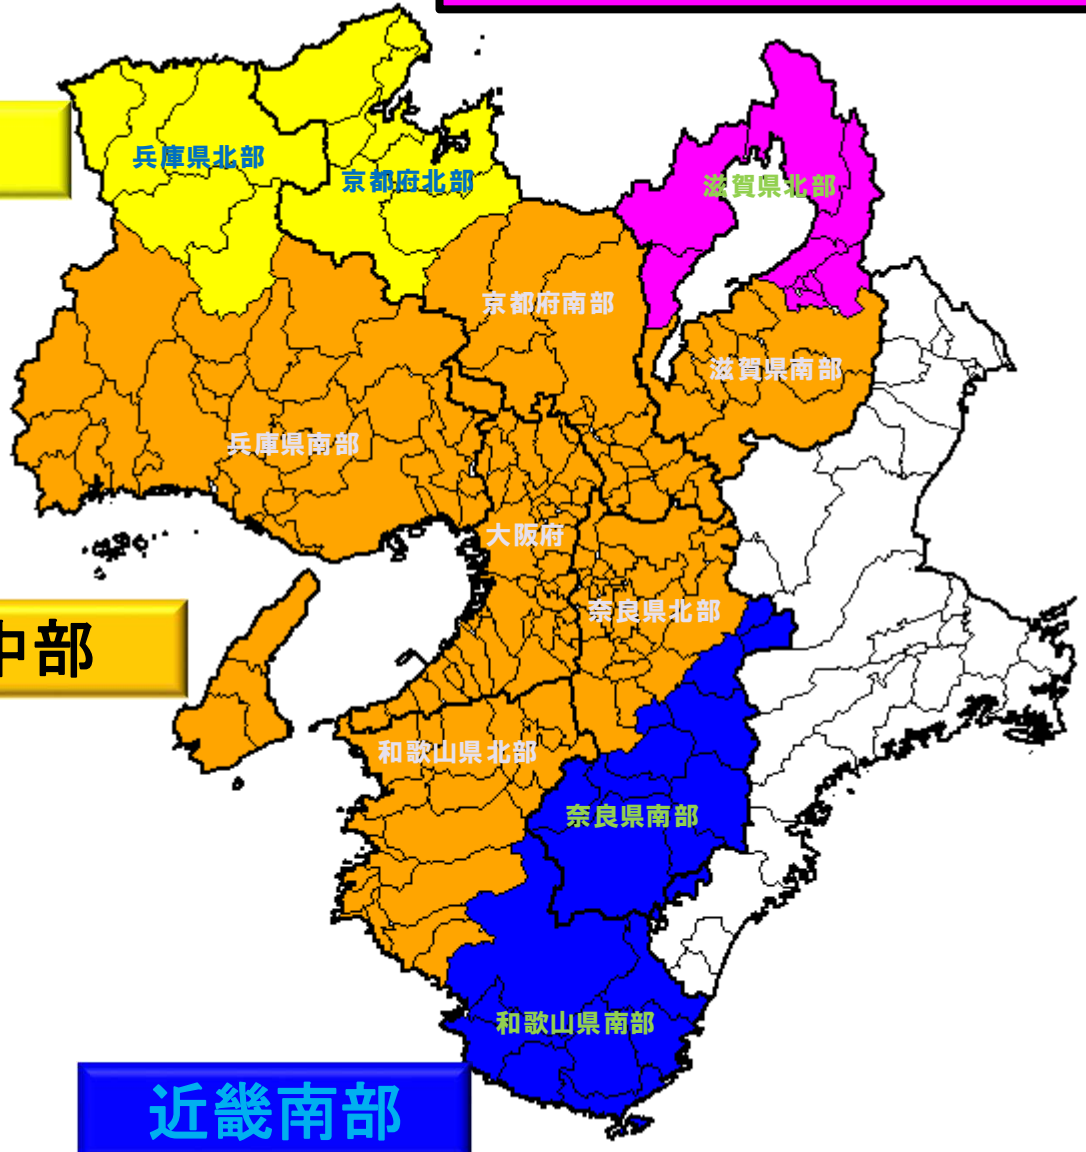 兵庫県北部
京都府北部
滋賀県北部
京都府南部
滋賀県南部
兵庫県南部
大阪府
奈良県北部
中部
和歌山県北部
奈良県南部
和歌山県南部
近畿南部